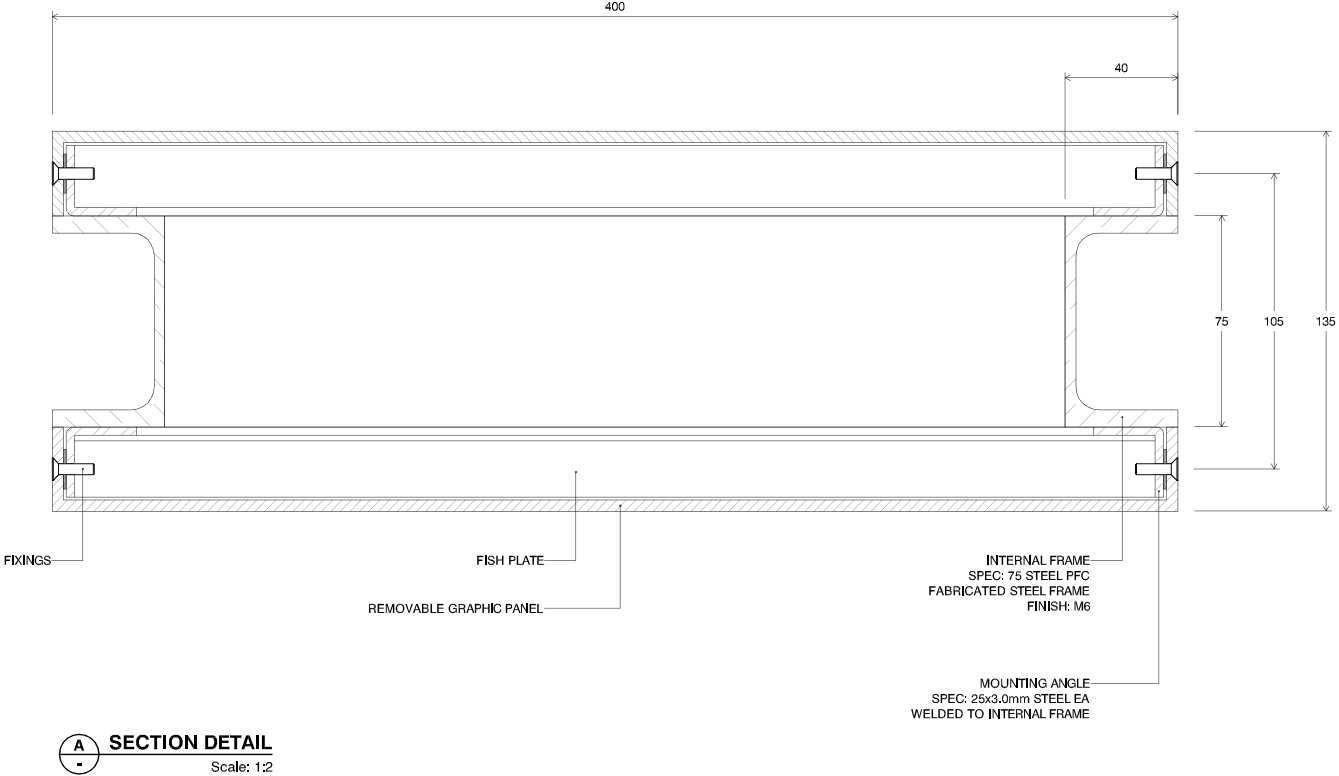 400
40
75
105
135
FIXINGS
FISH PLATE
REMOVABLE GRAPHIC PANEL
INTERNAL FRAME
SPEC: 75 STEEL PFC
FABRICATED STEEL FRAME
FINISH: M6
MOUNTING ANGLE
SPEC: 25x3.0mm STEEL EA
WELDED TO INTERNAL FRAME
A
-
SECTION DETAIL
Scale: 1:2